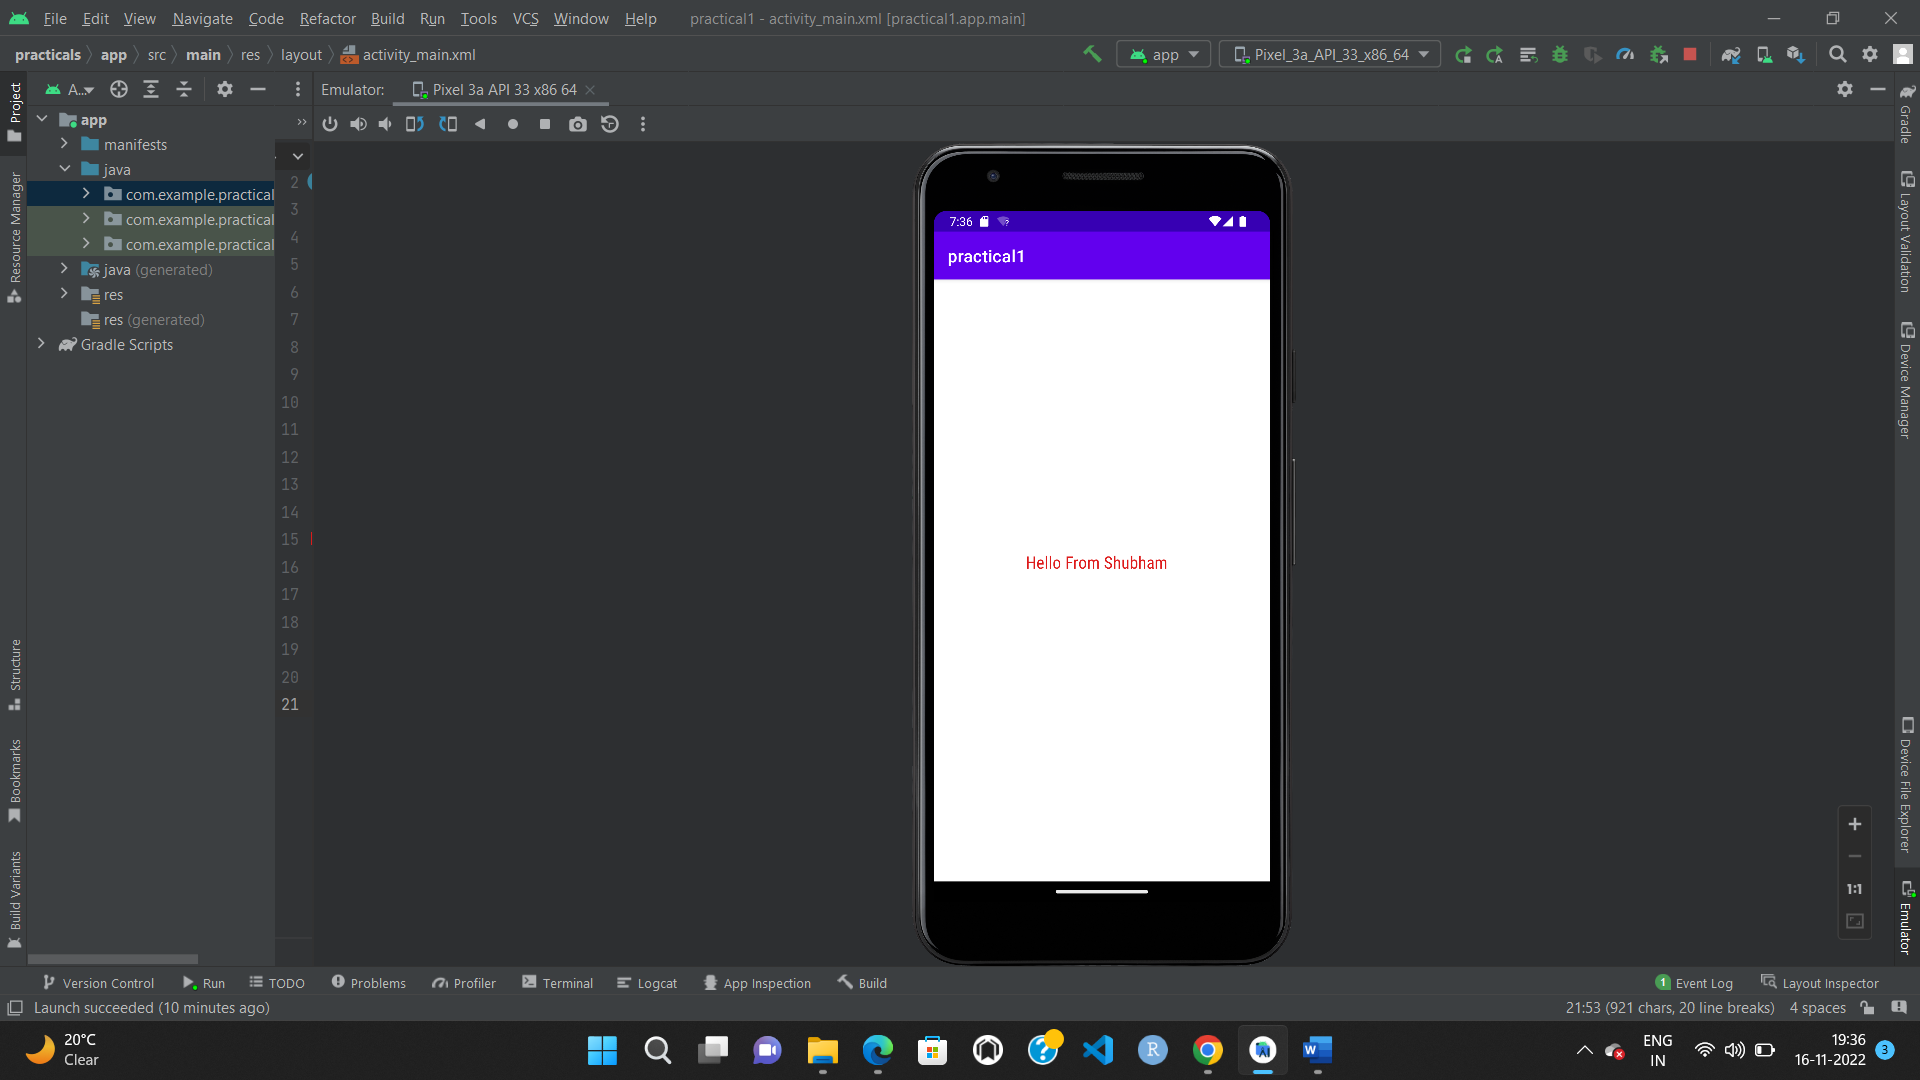 File Edit View Navigate Code Refactor Build Run Tools VCS Window Help practical1 - activity_main.xml [practical1.app.main]
practicals app src main res layout activity_main.xml app Pixel_3a_API_33_x86_64
A... Emulator: Pixel 3a API 33 x86 64
app
manifests
java
com.example.practical
com.example.practical
com.example.practical
java (generated)
res
res (generated)
Gradle Scripts
Project
Resource Manager
Structure
Bookmarks
Build Variants
2
3
4
5
6
7
8
9
10
11
12
13
14
15
16
17
18
19
20
21
7:36
practical1
Hello From Shubham
1:1
Gradle
Layout Validation
Device Manager
Device File Explorer
Emulator
Version Control Run TODO Problems Profiler Terminal Logcat App Inspection Build 1 Event Log Layout Inspector
Launch succeeded (10 minutes ago) 21:53 (921 chars, 20 line breaks) 4 spaces
20°C
Clear
R
W
ENG
IN
19:36
16-11-2022
3